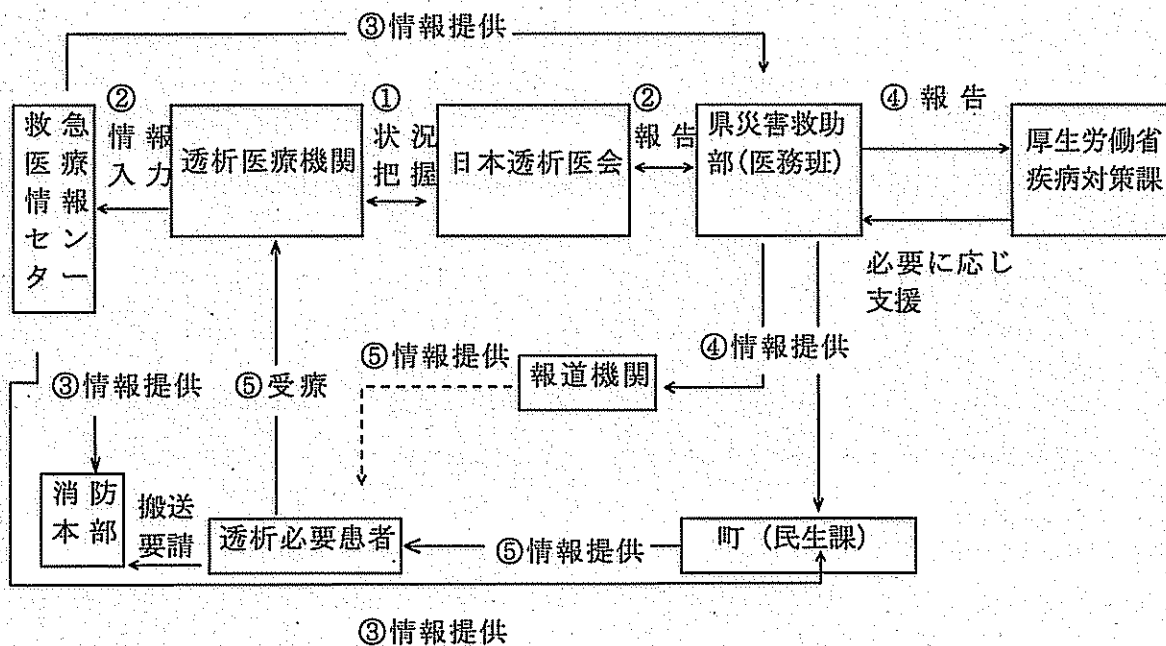 ③情報提供
②
情報
入力
①
状況
把握
②
報告
④報告
救急
医療
情報
セン
ター
透析医療機関
日本透析医会
県災害救助
部(医務班)
厚生労働省
疾病対策課
必要に応じ
支援
③情報提供
⑤受療
⑤情報提供
報道機関
④情報提供
消防
本部
搬送
要請
透析必要患者
⑤情報提供
町(民生課)
③情報提供